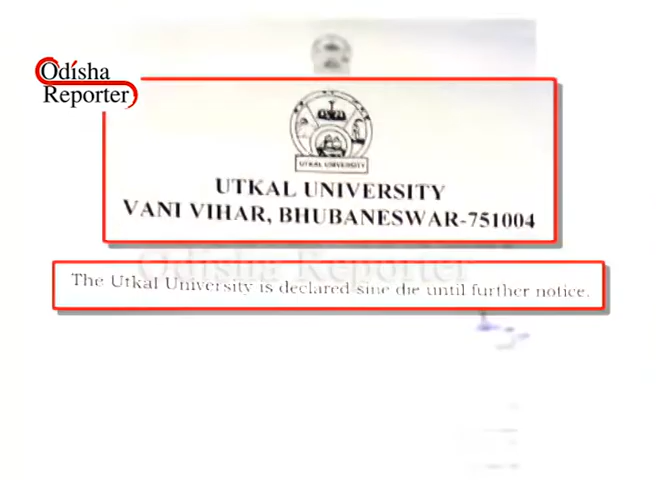 Odisha
Reporter
UTKAL UNIVERSITY
UTKAL UNIVERSITY
VANI VIHAR, BHUBANESWAR-751004
Odisha Reporter
The Utkal University is declared sine die until further notice.